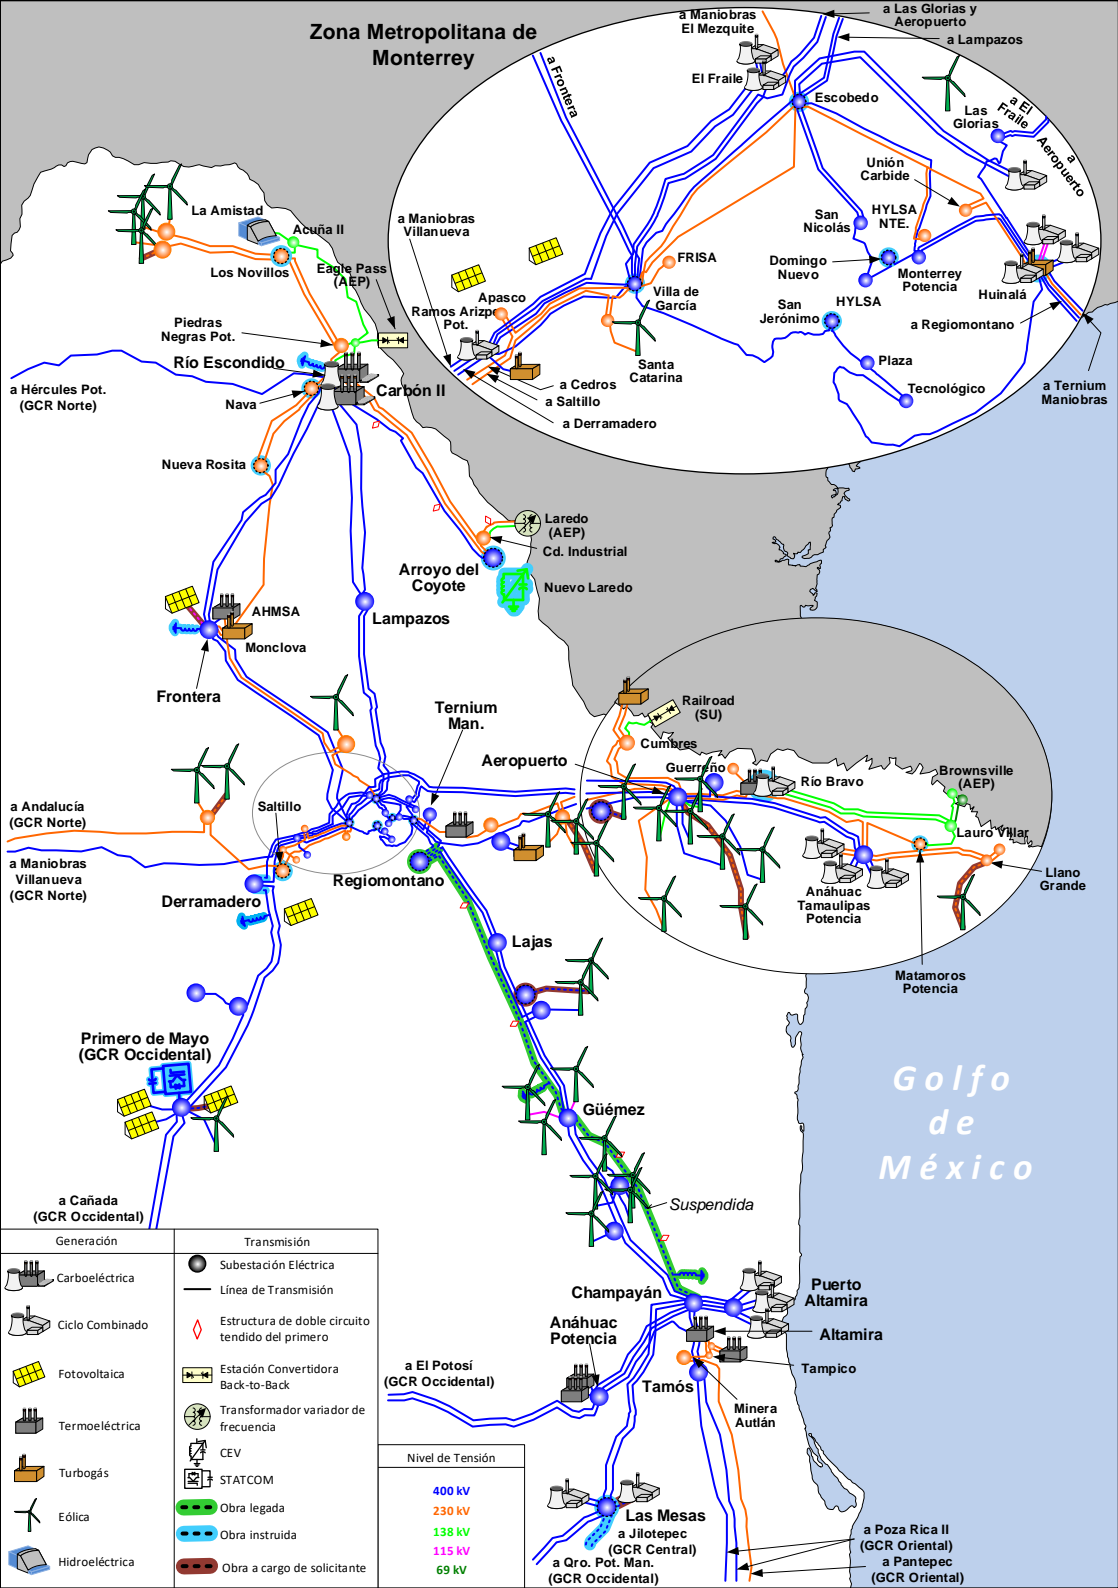 Zona Metropolitana de
Monterrey
a Maniobras
El Mezquite
a Las Glorias y
Aeropuerto
a Lampazos
a Frontera
El Fraile
Escobedo
Las
Glorias
a El
Fraile
a
Aeropuerto
Unión
Carbide
a Maniobras
Villanueva
San
Nicolás
HYLSA
NTE.
FRISA
Domingo
Nuevo
Monterrey
Potencia
Huinalá
Villa de
García
Apasco
Ramos Arizpe
Pot.
San
Jerónimo
HYLSA
a Regiomontano
Santa
Catarina
Plaza
a Cedros
a Saltillo
a Derramadero
Tecnológico
a Ternium
Maniobras
La Amistad
Acuña II
Los Novillos
Eagle Pass
(AEP)
Piedras
Negras Pot.
Río Escondido
a Hércules Pot.
(GCR Norte)
Nava
Carbón II
Nueva Rosita
Laredo
(AEP)
Cd. Industrial
Arroyo del
Coyote
Nuevo Laredo
AHMSA
Monclova
Lampazos
Frontera
Ternium
Man.
Railroad
(SU)
Cumbres
Aeropuerto
Guerreño
Río Bravo
Brownsville
(AEP)
Lauro Villar
Llano
Grande
Anáhuac
Tamaulipas
Potencia
Matamoros
Potencia
a Andalucía
(GCR Norte)
Saltillo
a Maniobras
Villanueva
(GCR Norte)
Regiomontano
Derramadero
Lajas
Primero de Mayo
(GCR Occidental)
Güémez
Golfo
de
México
a Cañada
(GCR Occidental)
Suspendida
Champayán
Puerto
Altamira
Anáhuac
Potencia
Altamira
a El Potosí
(GCR Occidental)
Tampico
Tamós
Minera
Autlán
Las Mesas
a Jilotepec
(GCR Central)
a Qro. Pot. Man.
(GCR Occidental)
a Poza Rica II
(GCR Oriental)
a Pantepec
(GCR Oriental)
Generación
Carboeléctrica
Ciclo Combinado
Fotovoltaica
Termoeléctrica
Turbogás
Eólica
Hidroeléctrica
Transmisión
Subestación Eléctrica
Línea de Transmisión
Estructura de doble circuito
tendido del primero
Estación Convertidora
Back-to-Back
Transformador variador de
frecuencia
CEV
STATCOM
Obra legada
Obra instruida
Obra a cargo de solicitante
Nivel de Tensión
400 kV
230 kV
138 kV
115 kV
69 kV